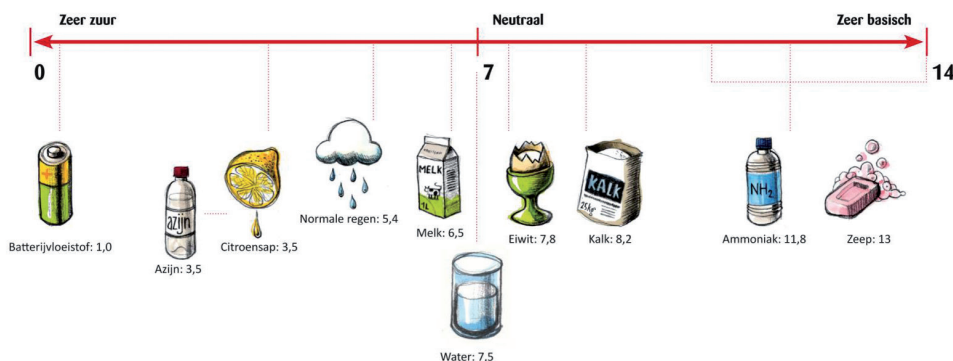 Zeer zuur
Neutraal
Zeer basisch
0
7
14
MELK
1L
azijn
KALK
25kg
NH2
Batterijvloeistof: 1,0
Azijn: 3,5
Citroensap: 3,5
Normale regen: 5,4
Melk: 6,5
Eiwit: 7,8
Kalk: 8,2
Ammoniak: 11,8
Zeep: 13
Water: 7,5